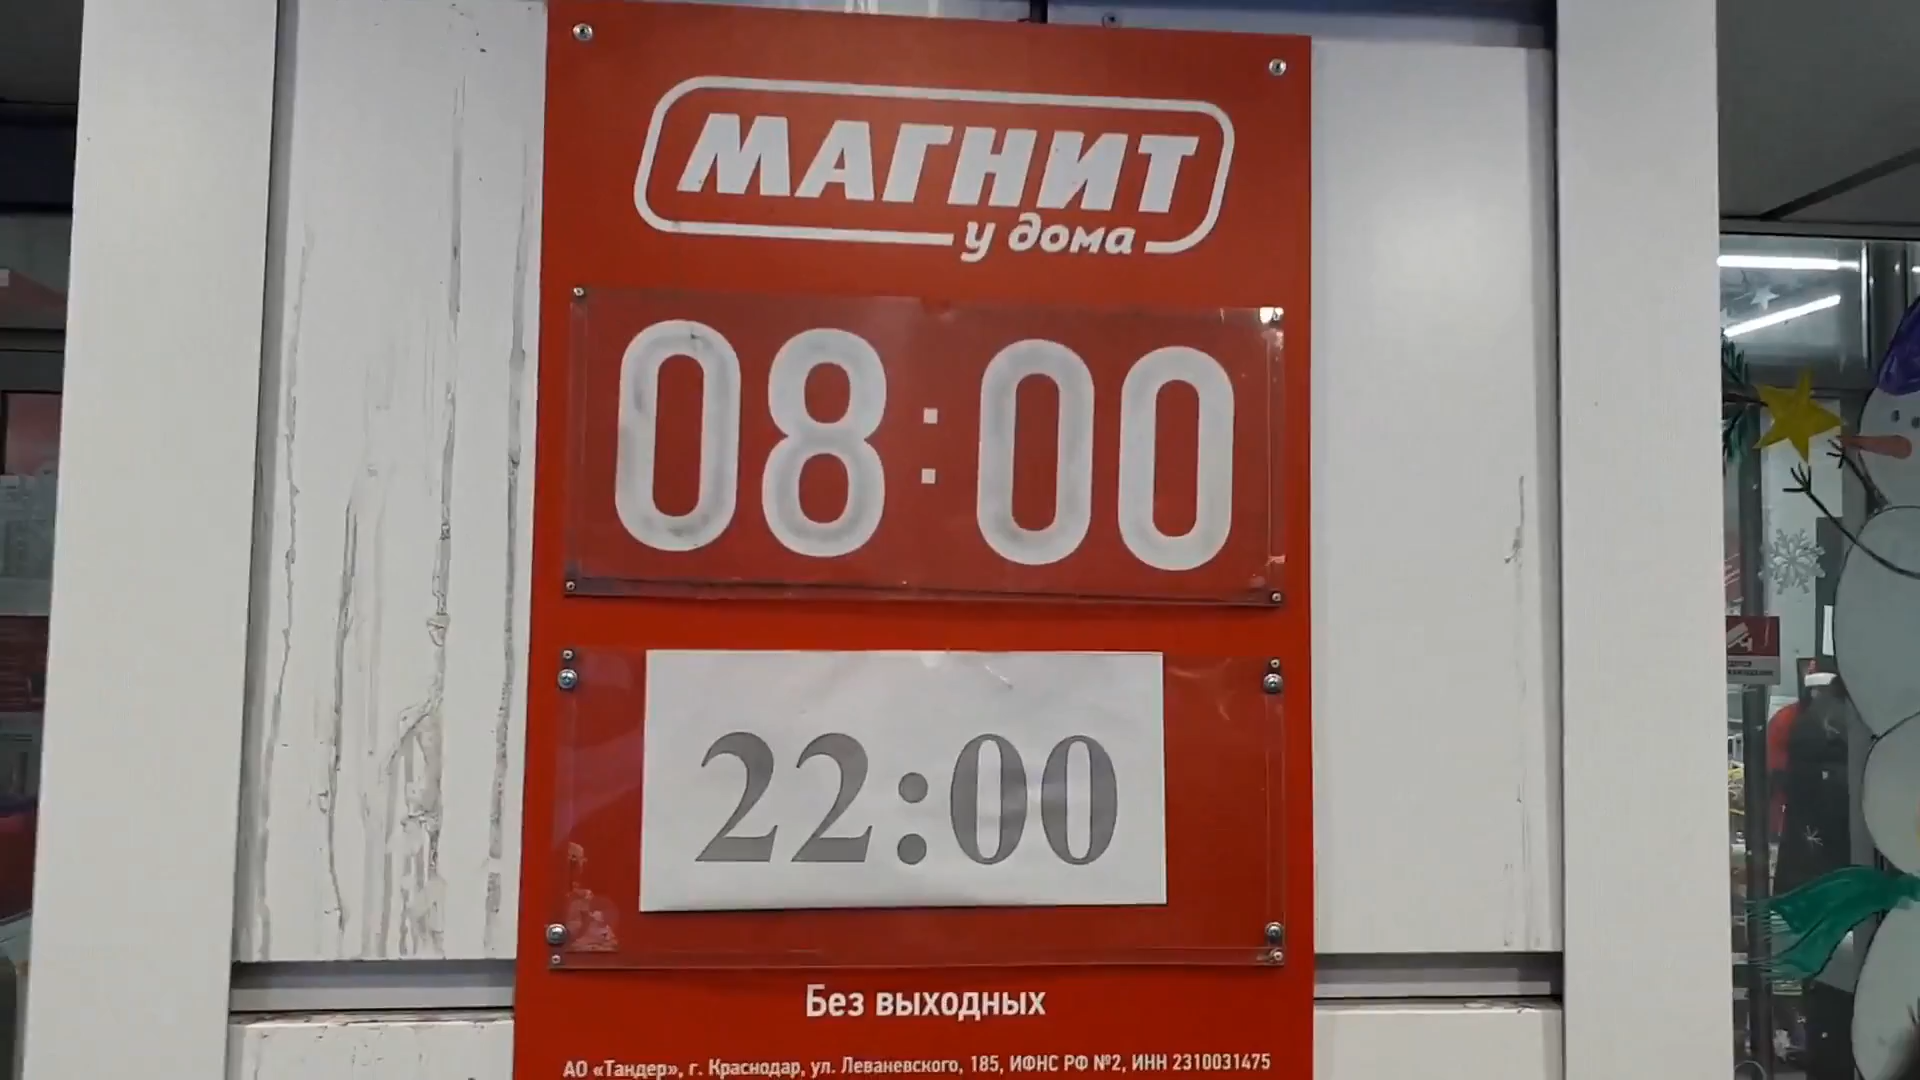 МАГНИТ
у дома
08:00
22:00
Без выходных
АО «Тандер», г. Краснодар, ул. Леваневского, 185, ИФНС РФ №2, ИНН 2310031475